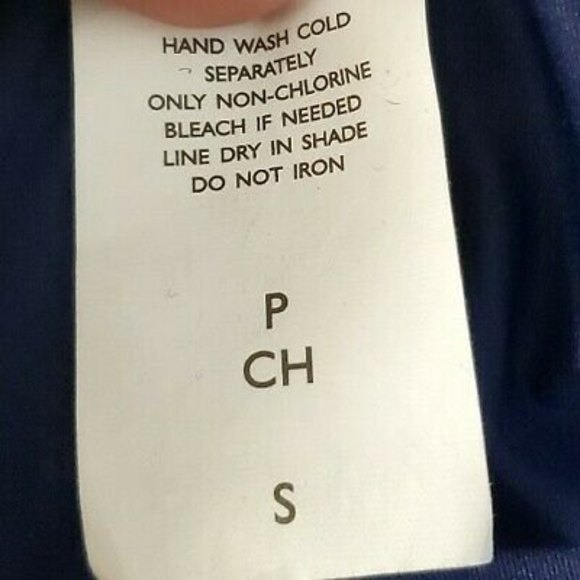 HAND WASH COLD
SEPARATELY
ONLY NON-CHLORINE
BLEACH IF NEEDED
LINE DRY IN SHADE
DO NOT IRON
P
CH
S